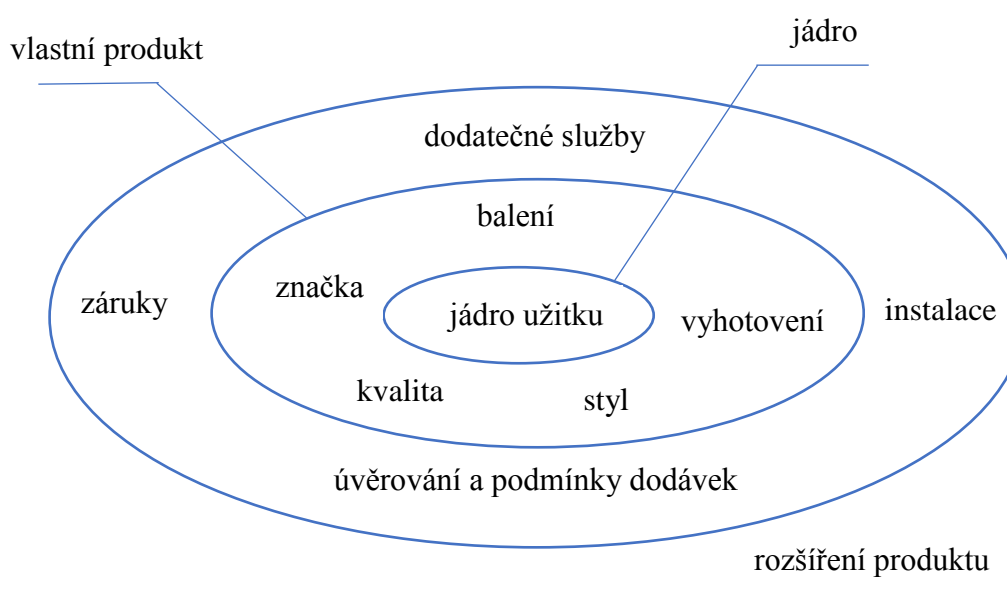 jádro
vlastní produkt
dodatečné služby
balení
značka
záruky
jádro užitku
vyhotovení
instalace
kvalita
styl
úvěrování a podmínky dodávek
rozšíření produktu